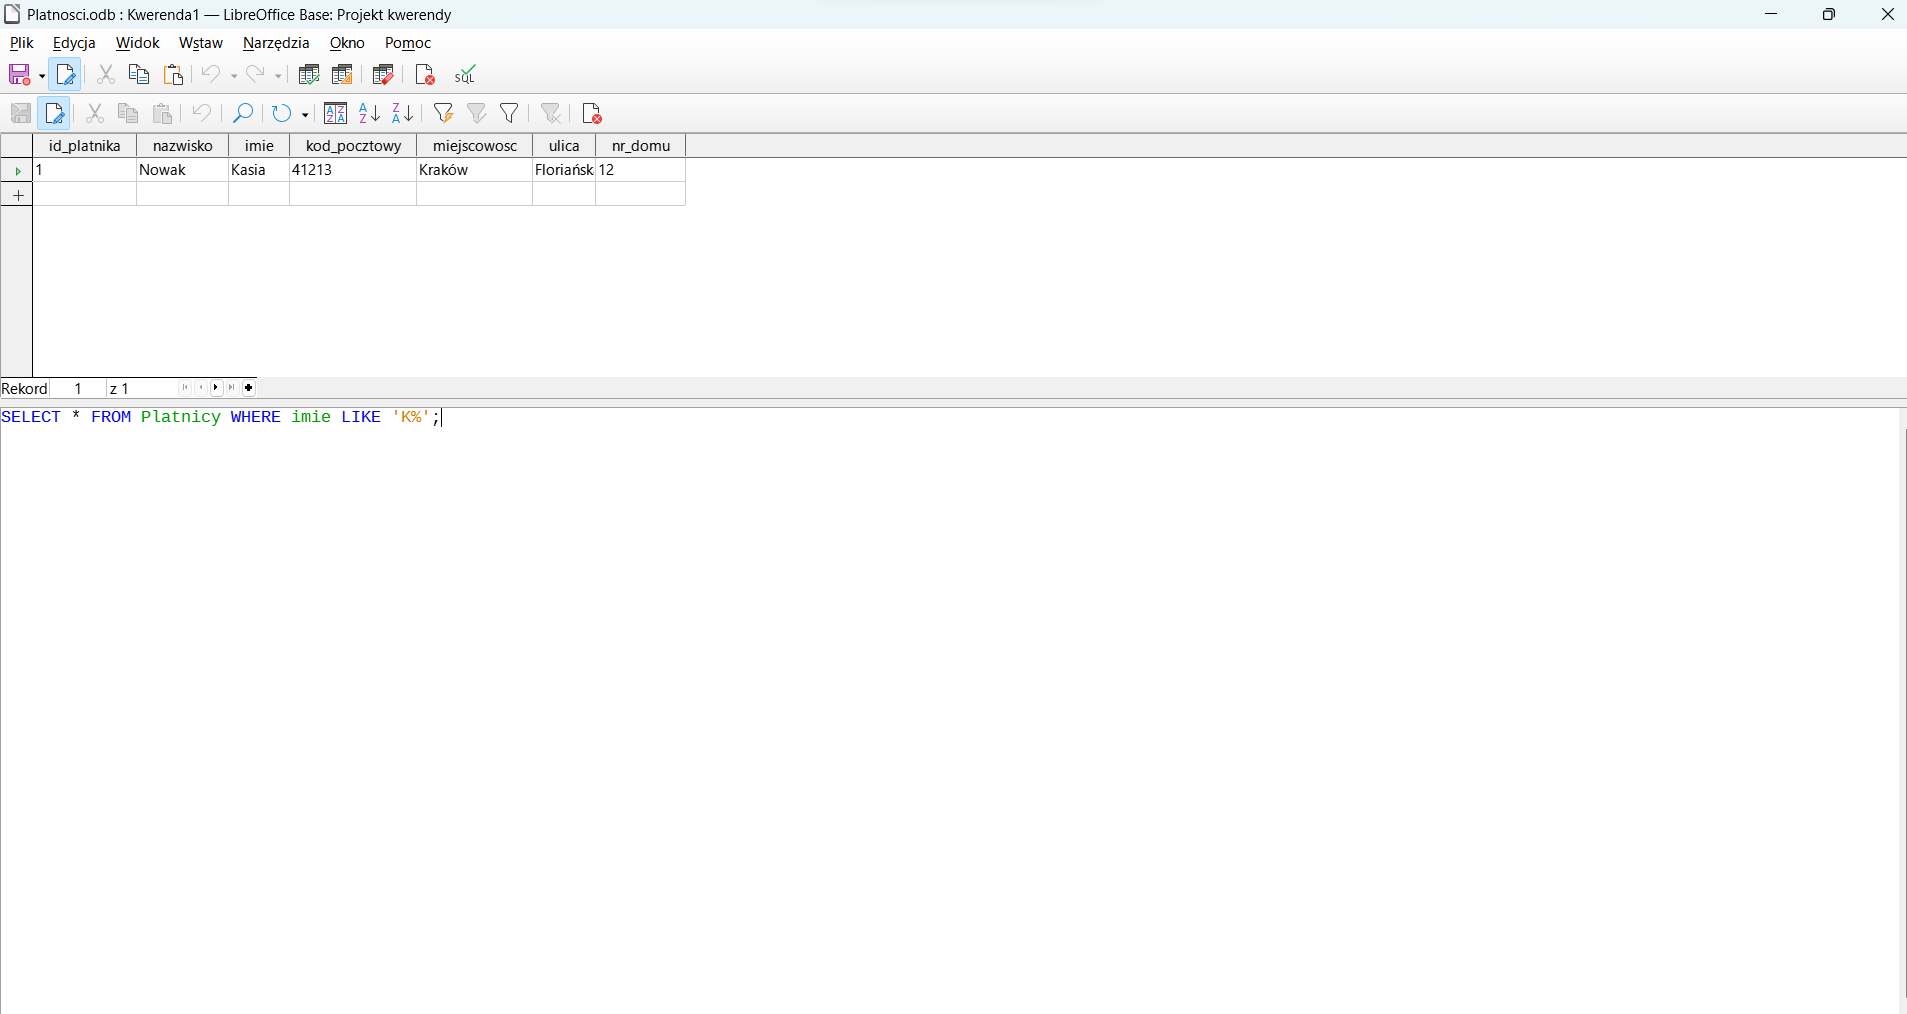 Platnosci.odb : Kwerenda1 — LibreOffice Base: Projekt kwerendy
Plik Edycja Widok Wstaw Narzędzia Okno Pomoc
SQL
id_platnika nazwisko imie kod_pocztowy miejscowosc ulica nr_domu
1 Nowak Kasia 41213 Kraków Floriańsk 12
Rekord 1 z 1
SELECT * FROM Platnicy WHERE imie LIKE 'K%';